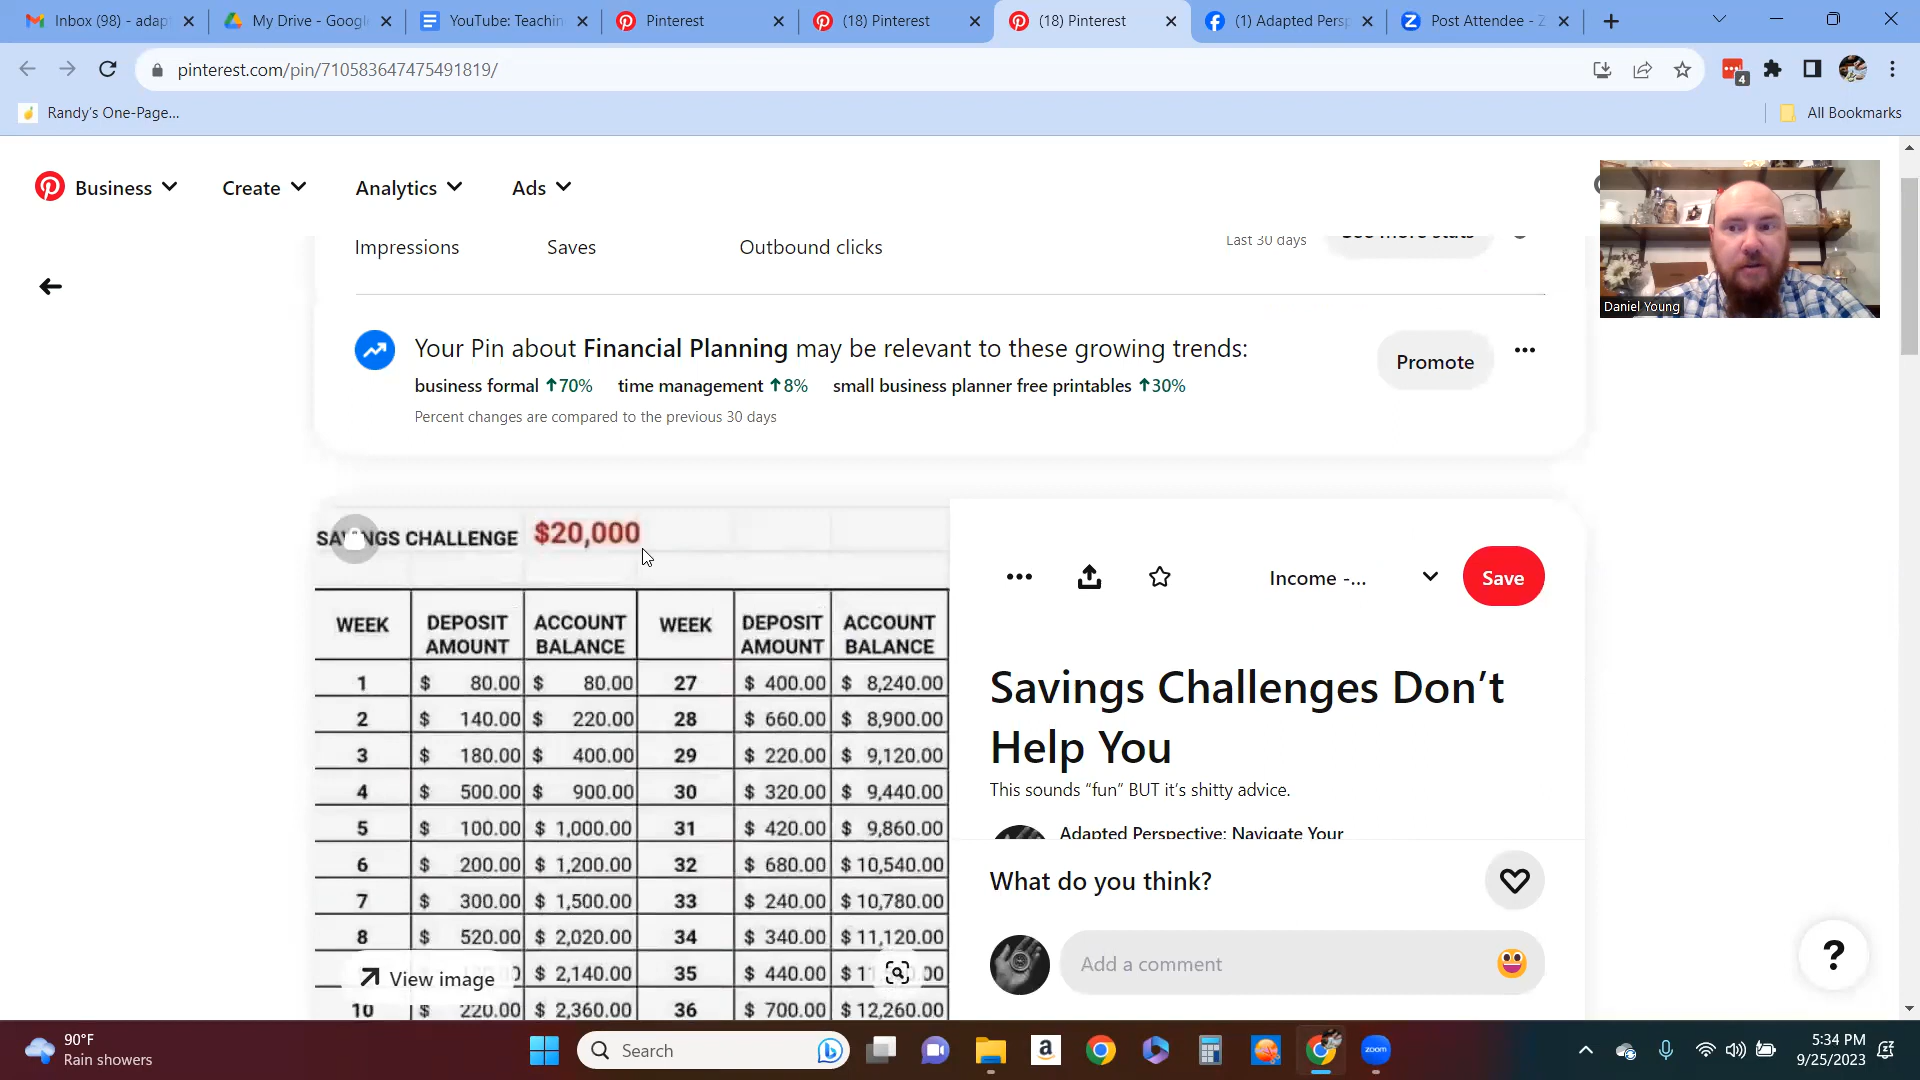 Inbox (98) - adap
My Drive - Google
YouTube: Teachin
Pinterest
(18) Pinterest
(18) Pinterest
(1) Adapted Persp
Post Attendee - Z
pinterest.com/pin/710583647475491819/
4
Randy's One-Page...
All Bookmarks
Business
Create
Analytics
Ads
Daniel Young
Impressions
Saves
Outbound clicks
Last 30 days
See more stats
Your Pin about Financial Planning may be relevant to these growing trends:
business formal ↑70% time management ↑8% small business planner free printables ↑30%
Percent changes are compared to the previous 30 days
Promote
SAVINGS CHALLENGE $20,000
WEEK DEPOSIT AMOUNT ACCOUNT BALANCE WEEK DEPOSIT AMOUNT ACCOUNT BALANCE
1 $ 80.00 $ 80.00 27 $ 400.00 $ 8,240.00
2 $ 140.00 $ 220.00 28 $ 660.00 $ 8,900.00
3 $ 180.00 $ 400.00 29 $ 220.00 $ 9,120.00
4 $ 500.00 $ 900.00 30 $ 320.00 $ 9,440.00
5 $ 100.00 $ 1,000.00 31 $ 420.00 $ 9,860.00
6 $ 200.00 $ 1,200.00 32 $ 680.00 $ 10,540.00
7 $ 300.00 $ 1,500.00 33 $ 240.00 $ 10,780.00
8 $ 520.00 $ 2,020.00 34 $ 340.00 $ 11,120.00
$ 2,140.00 35 $ 440.00
10 $ 220.00 $ 2,360.00 36 $ 700.00 $ 12,260.00
View image
Income -...
Save
Savings Challenges Don't
Help You
This sounds "fun" BUT it's shitty advice.
Adapted Perspective: Navigate Your
What do you think?
Add a comment
?
90°F
Rain showers
Search
zoom
5:34 PM
9/25/2023